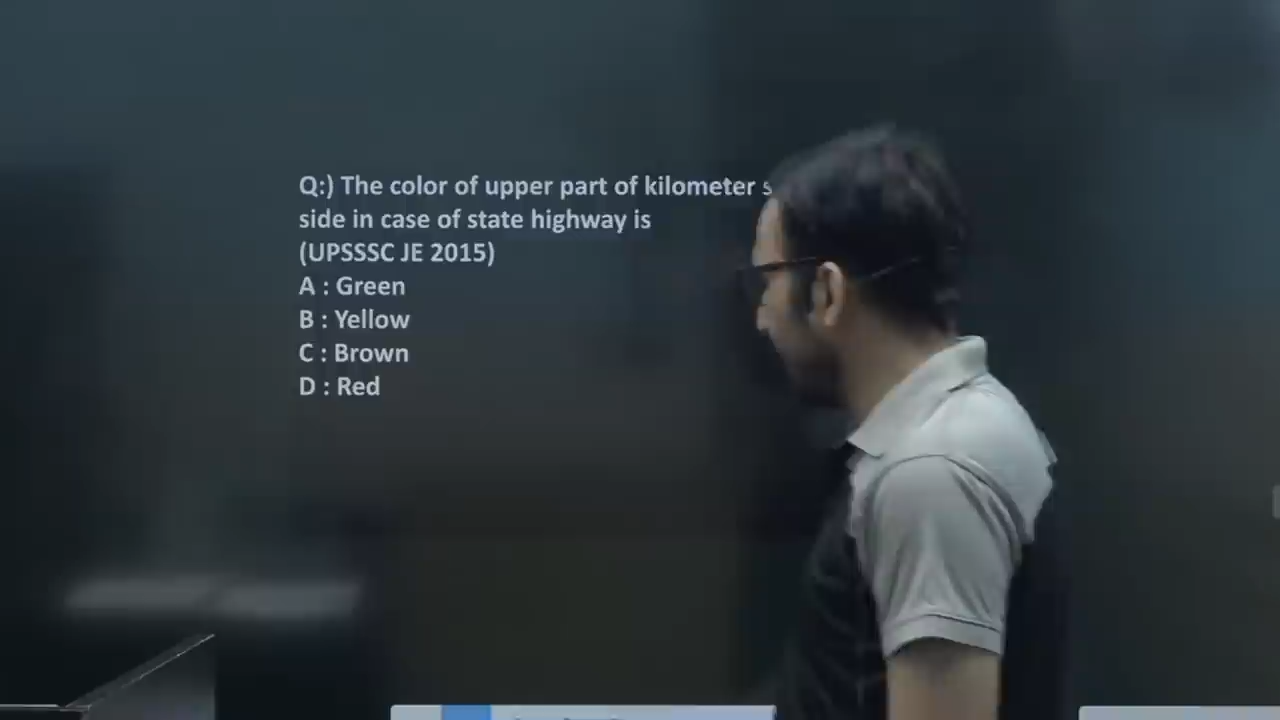 Q:) The color of upper part of kilometer
side in case of state highway is
(UPSSSC JE 2015)
A : Green
B : Yellow
C : Brown
D : Red